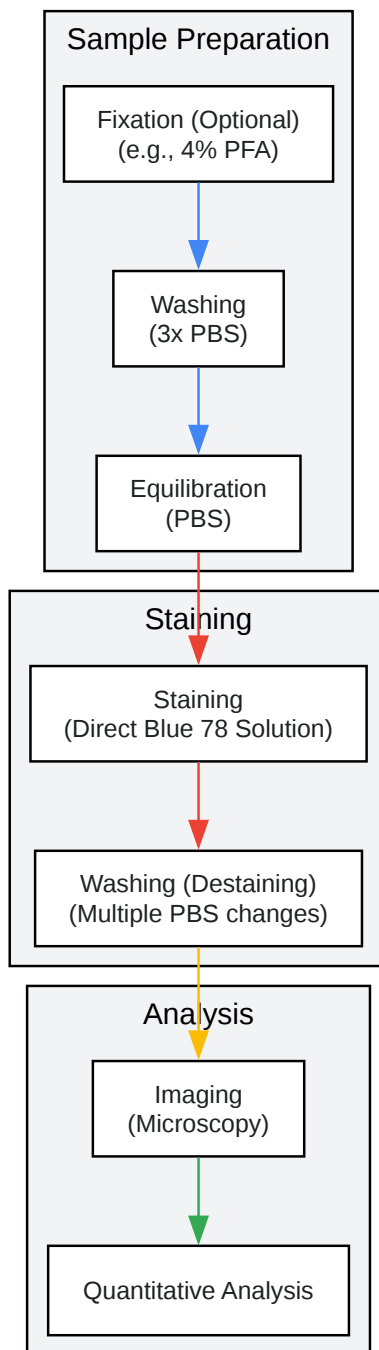 Sample Preparation
Fixation (Optional)
(e.g., 4% PFA)
Washing
(3x PBS)
Equilibration
(PBS)
Staining
Staining
(Direct Blue 78 Solution)
Washing (Destaining)
(Multiple PBS changes)
Analysis
Imaging
(Microscopy)
Quantitative Analysis